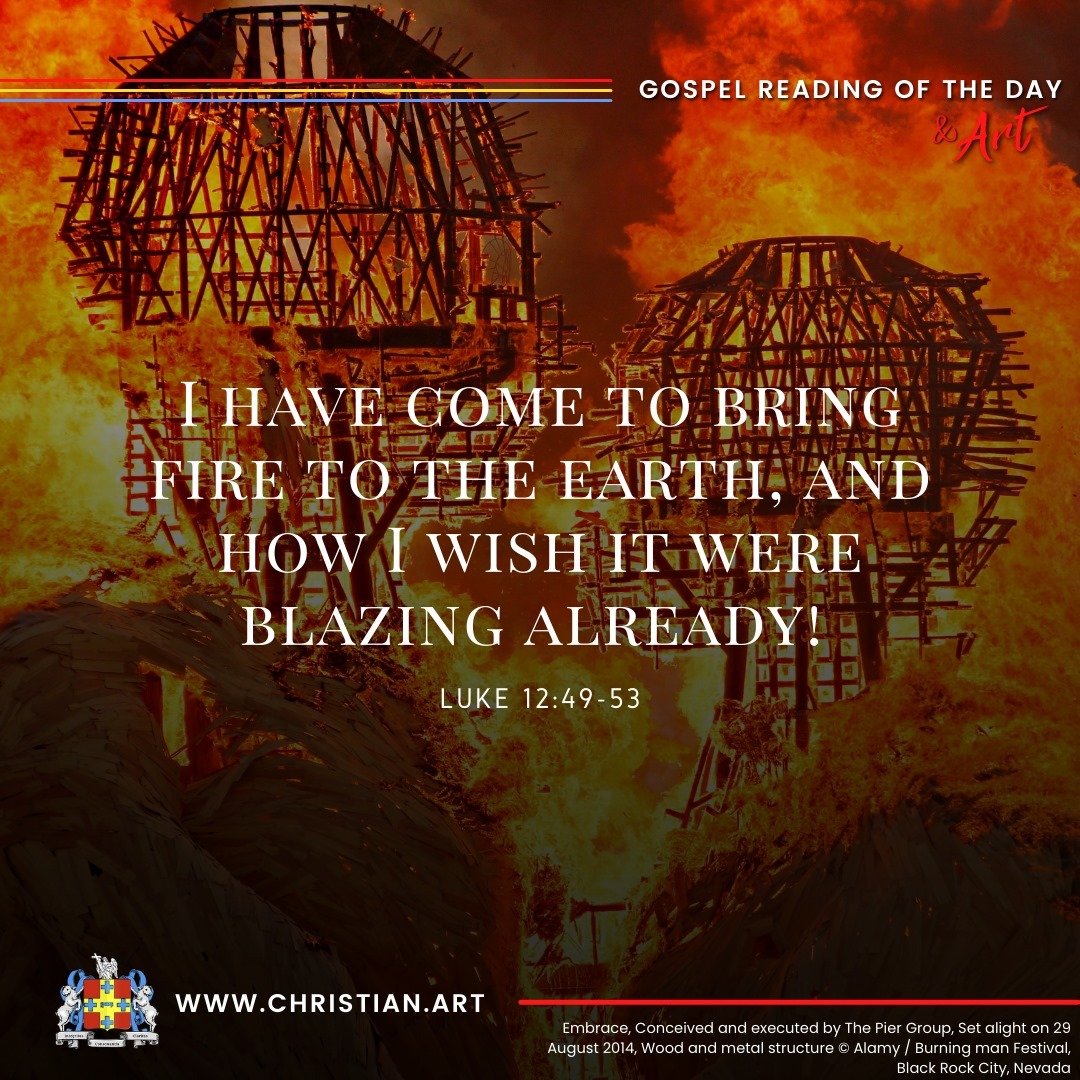 GOSPEL READING OF THE DAY
& Art
I HAVE COME TO BRING
FIRE TO THE EARTH, AND
HOW I WISH IT WERE
BLAZING ALREADY!
LUKE 12:49-53
WWW.CHRISTIAN.ART
Embrace, Conceived and executed by The Pier Group, Set alight on 29
August 2014, Wood and metal structure © Alamy / Burning man Festival,
Black Rock City, Nevada